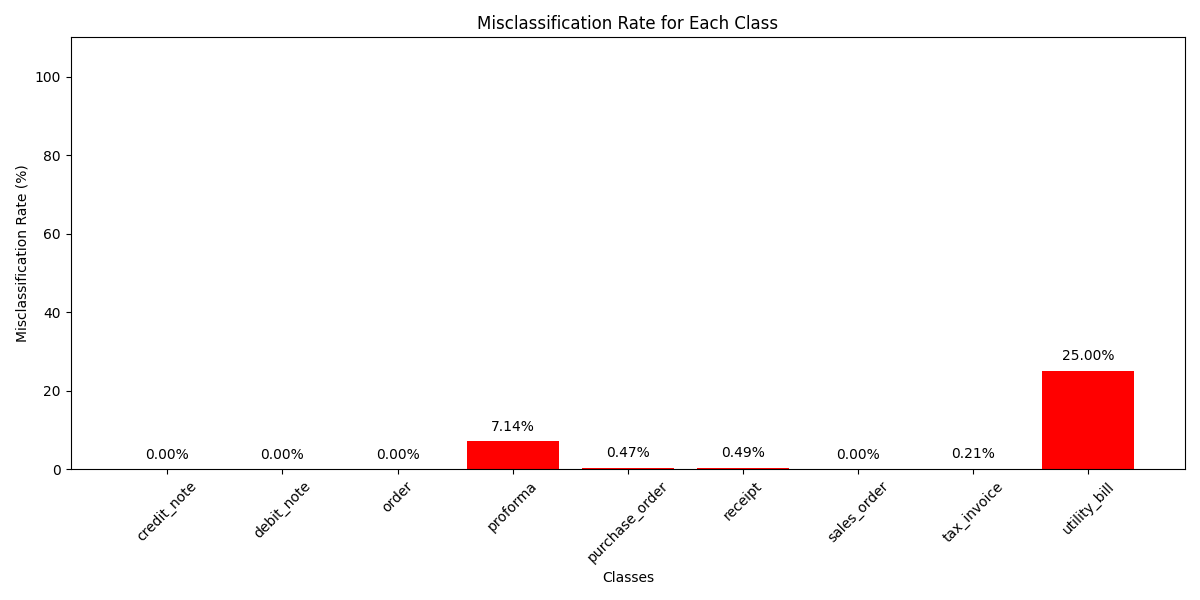 Misclassification Rate for Each Class
Misclassification Rate (%)
100
80
60
40
20
0
0.00%
0.00%
0.00%
7.14%
0.47%
0.49%
0.00%
0.21%
25.00%
credit_note
debit_note
order
proforma
purchase_order
receipt
sales_order
tax_invoice
utility_bill
Classes